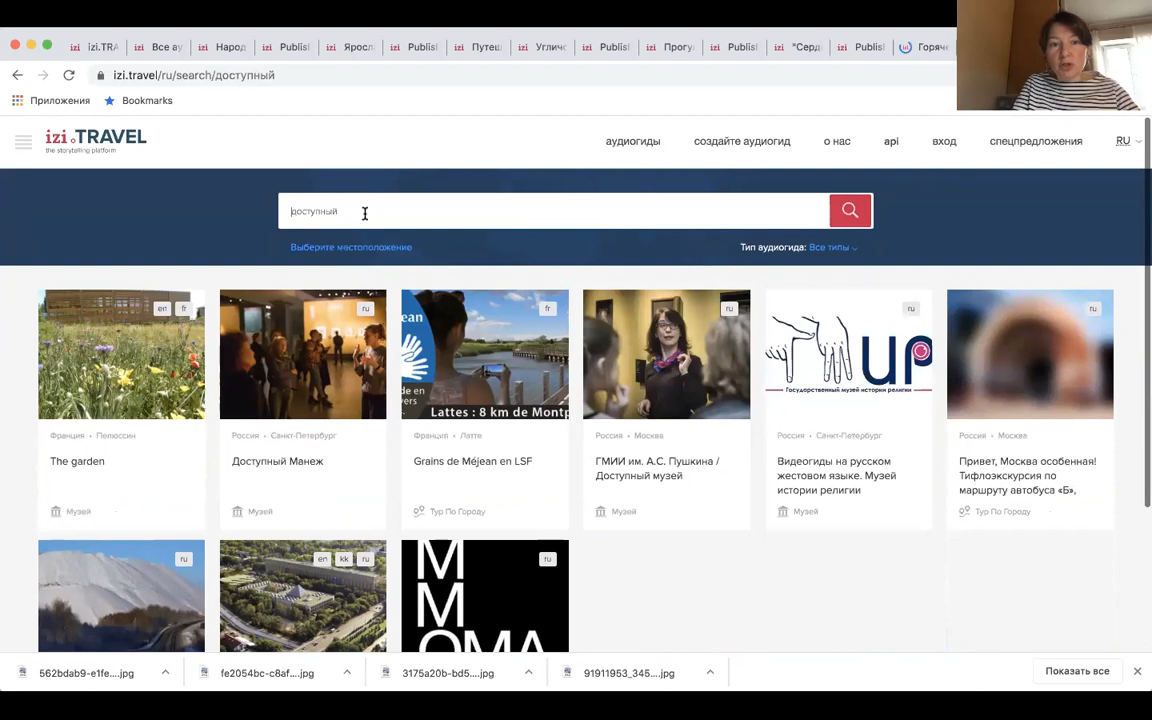 izi.TRA
Все ау
Народ
Publis
Яросл
Publis
Путеш
Углич
Publis
Прогу
Publis
"Серд
Publis
Горяче
izi.travel/ru/search/доступный
Приложения
Bookmarks
izi.TRAVEL
the storytelling platform
аудиогиды
создайте аудиогид
о нас
api
вход
спецпредложения
RU
доступный
Выберите местоположение
Тип аудиогида: Все типы
en fr
Франция • Пелюссин
The garden
Музей
ru
Россия • Санкт-Петербург
Доступный Манеж
Музей
fr
ean
de en
vers
Lattes : 8 km de Montp
Франция • Латте
Grains de Méjean en LSF
Тур По Городу
ru
Россия • Москва
ГМИИ им. А.С. Пушкина /
Доступный музей
Музей
ru
Государственный музей истории религии
Россия • Санкт-Петербург
Видеогиды на русском
жестовом языке. Музей
истории религии
Музей
ru
Россия • Москва
Привет, Москва особенная!
Тифлоэкскурсия по
маршруту автобуса «Б»,
Тур По Городу
ru
en kk ru
ru
M
M
OMA
562bdab9-e1fe....jpg
fe2054bc-c8af....jpg
3175a20b-bd5....jpg
91911953_345....jpg
Показать все